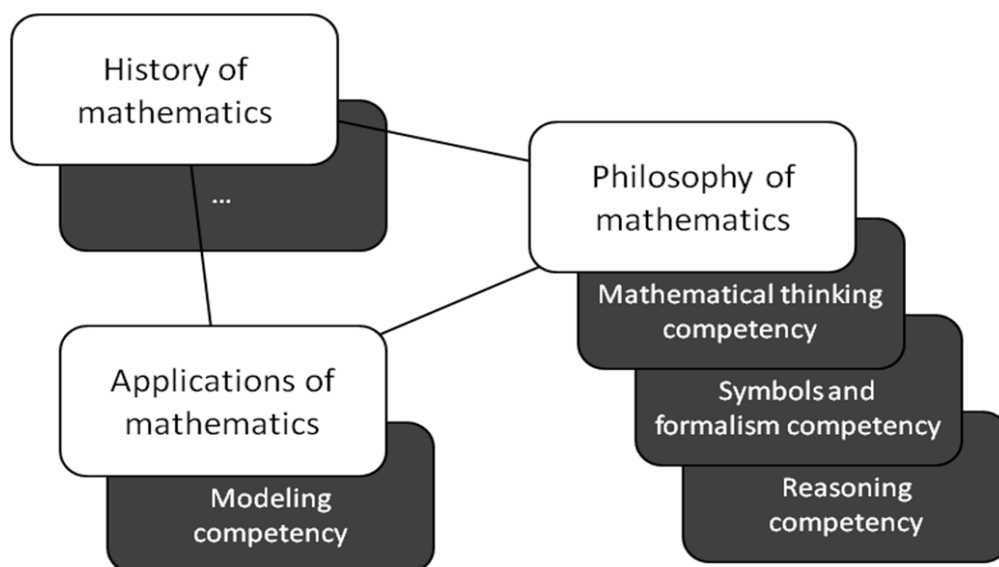 History of
mathematics
...
Philosophy of
mathematics
Mathematical thinking
competency
Symbols and
formalism competency
Reasoning
competency
Applications of
mathematics
Modeling
competency